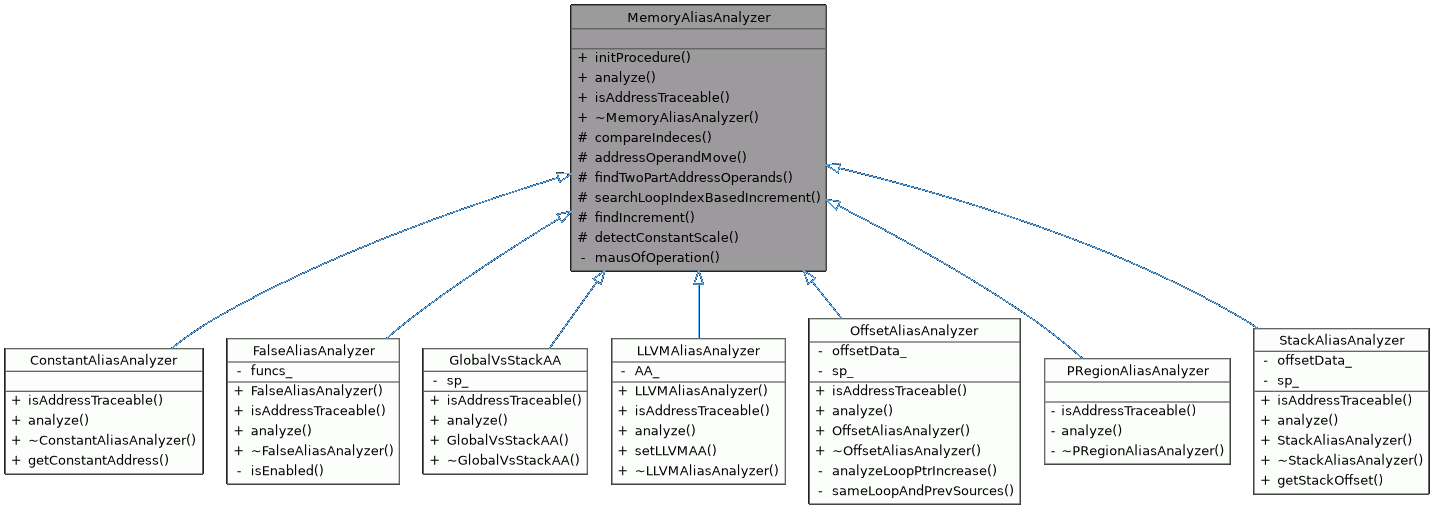 MemoryAliasAnalyzer
+ initProcedure()
+ analyze()
+ isAddressTraceable()
+ ~MemoryAliasAnalyzer()
# compareIndeces()
# addressOperandMove()
# findTwoPartAddressOperands()
# searchLoopIndexBasedIncrement()
# findIncrement()
# detectConstantScale()
- mausOfOperation()
ConstantAliasAnalyzer
+ isAddressTraceable()
+ analyze()
+ ~ConstantAliasAnalyzer()
+ getConstantAddress()
FalseAliasAnalyzer
- funcs_
+ FalseAliasAnalyzer()
+ isAddressTraceable()
+ analyze()
+ ~FalseAliasAnalyzer()
- isEnabled()
GlobalVsStackAA
- sp_
+ isAddressTraceable()
+ analyze()
+ GlobalVsStackAA()
+ ~GlobalVsStackAA()
LLVMAliasAnalyzer
- AA_
+ LLVMAliasAnalyzer()
+ isAddressTraceable()
+ analyze()
+ setLLVMAA()
+ ~LLVMAliasAnalyzer()
OffsetAliasAnalyzer
- offsetData_
- sp_
+ isAddressTraceable()
+ analyze()
+ OffsetAliasAnalyzer()
+ ~OffsetAliasAnalyzer()
- analyzeLoopPtrIncrease()
- sameLoopAndPrevSources()
PRegionAliasAnalyzer
- isAddressTraceable()
- analyze()
- ~PRegionAliasAnalyzer()
StackAliasAnalyzer
- offsetData_
- sp_
+ isAddressTraceable()
+ analyze()
+ StackAliasAnalyzer()
+ ~StackAliasAnalyzer()
+ getStackOffset()